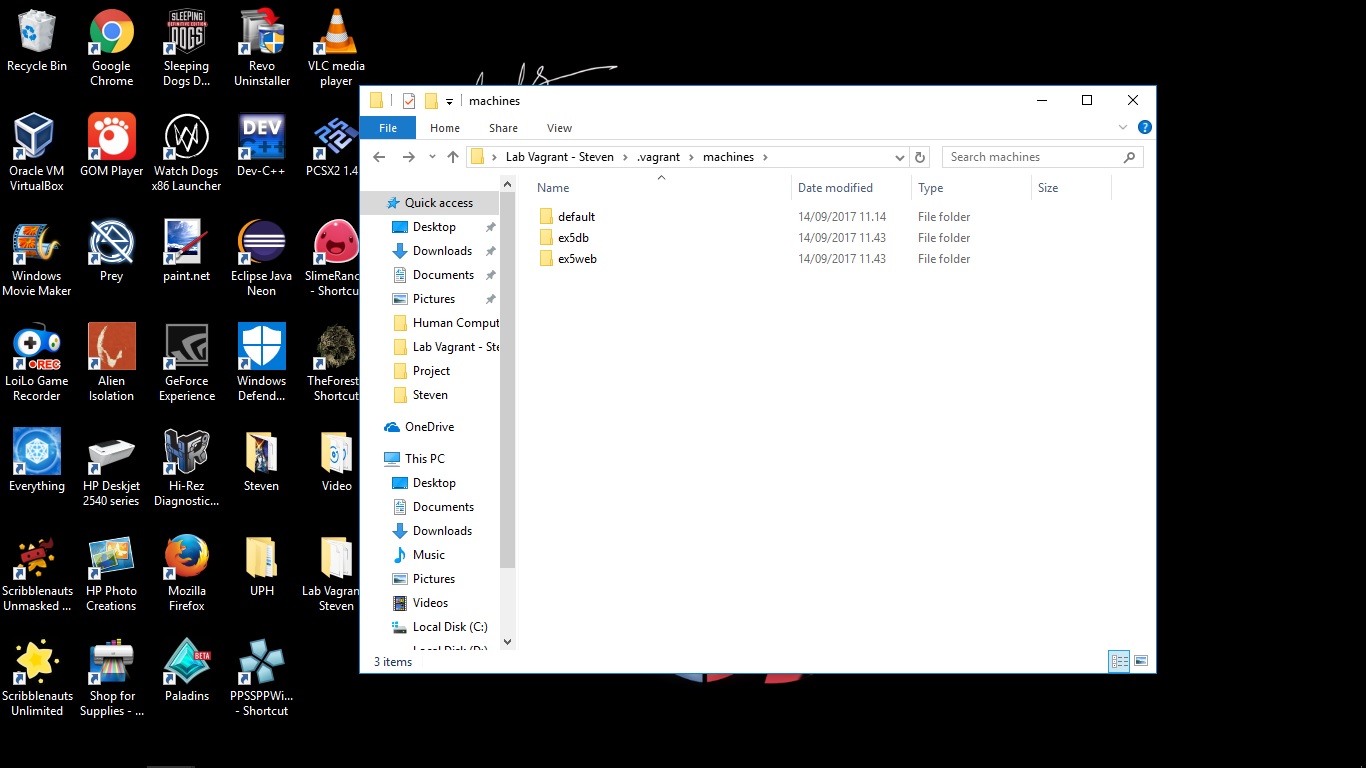 Recycle Bin
Google
Chrome
Sleeping
Dogs D...
Revo
Uninstaller
VLC media
player
Oracle VM
VirtualBox
GOM Player
Watch Dogs
x86 Launcher
Dev-C++
PCSX2 1.4
Windows
Movie Maker
Prey
paint.net
Eclipse Java
Neon
SlimeRanc
- Shortcu
LoiLo Game
Recorder
Alien
Isolation
GeForce
Experience
Windows
Defend...
TheForest
Shortcut
Everything
HP Deskjet
2540 series
Hi-Rez
Diagnostic...
Steven
Video
Scribblenauts
Unmasked ...
HP Photo
Creations
Mozilla
Firefox
UPH
Lab Vagran
Steven
Scribblenauts
Unlimited
Shop for
Supplies - ...
Paladins
PPSSPPWi...
- Shortcut
SLEEPING
DOGS
DEV
C++
REC
BETA
machines
File Home Share View
Lab Vagrant - Steven .vagrant machines
Search machines
Name Date modified Type Size
default 14/09/2017 11.14 File folder
ex5db 14/09/2017 11.43 File folder
ex5web 14/09/2017 11.43 File folder
Quick access
Desktop
Downloads
Documents
Pictures
Human Comput
Lab Vagrant - Ste
Project
Steven
OneDrive
This PC
Desktop
Documents
Downloads
Music
Pictures
Videos
Local Disk (C:)
Local Disk (D:)
3 items